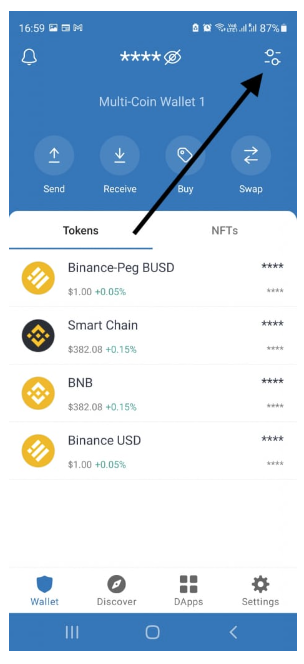 16:59 87%
****
Multi-Coin Wallet 1
Send Receive Buy Swap
Tokens NFTs
Binance-Peg BUSD ****
$1.00 +0.05% ****
Smart Chain ****
$382.08 +0.15% ****
BNB ****
$382.08 +0.15% ****
Binance USD ****
$1.00 +0.05% ****
Wallet Discover DApps Settings